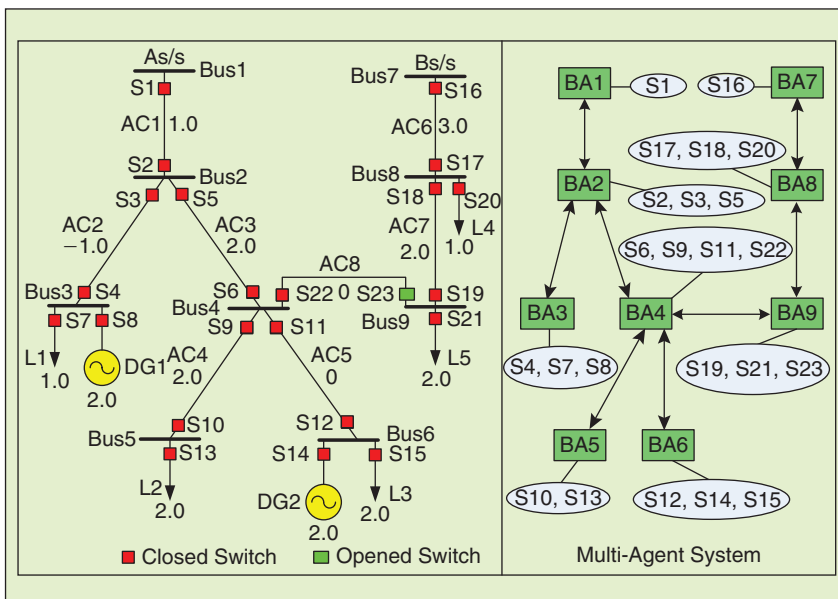 As/s
Bus1
S1
AC1 1.0
S2
Bus2
S3
S5
AC2
−1.0
AC3
2.0
Bus3
S4
S7
S8
L1
1.0
DG1
2.0
S6
Bus4
S22
S9
S11
AC8
0
S23
AC4
2.0
AC5
0
S10
Bus5
S13
L2
2.0
S12
Bus6
S14
S15
DG2
2.0
L3
2.0
Bs/s
Bus7
S16
AC6 3.0
S17
Bus8
S18
S20
AC7
2.0
L4
1.0
S19
Bus9
S21
L5
2.0
Closed Switch
Opened Switch
BA1
S1
S16
BA7
S17, S18, S20
BA2
BA8
S2, S3, S5
S6, S9, S11, S22
BA3
BA4
BA9
S4, S7, S8
S19, S21, S23
BA5
BA6
S10, S13
S12, S14, S15
Multi-Agent System